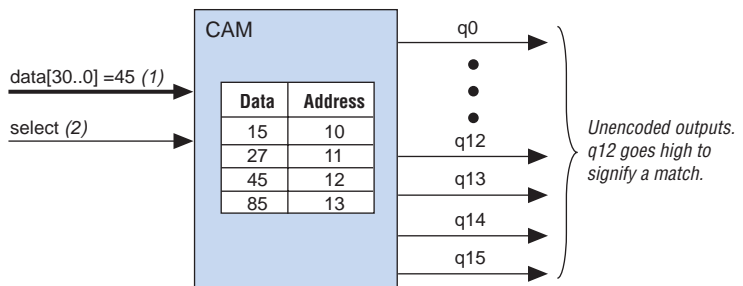 CAM
q0
data[30..0] =45 (1)
select (2)
Data Address
15 10
27 11
45 12
85 13
q12
q13
q14
q15
Unencoded outputs.
q12 goes high to
signify a match.